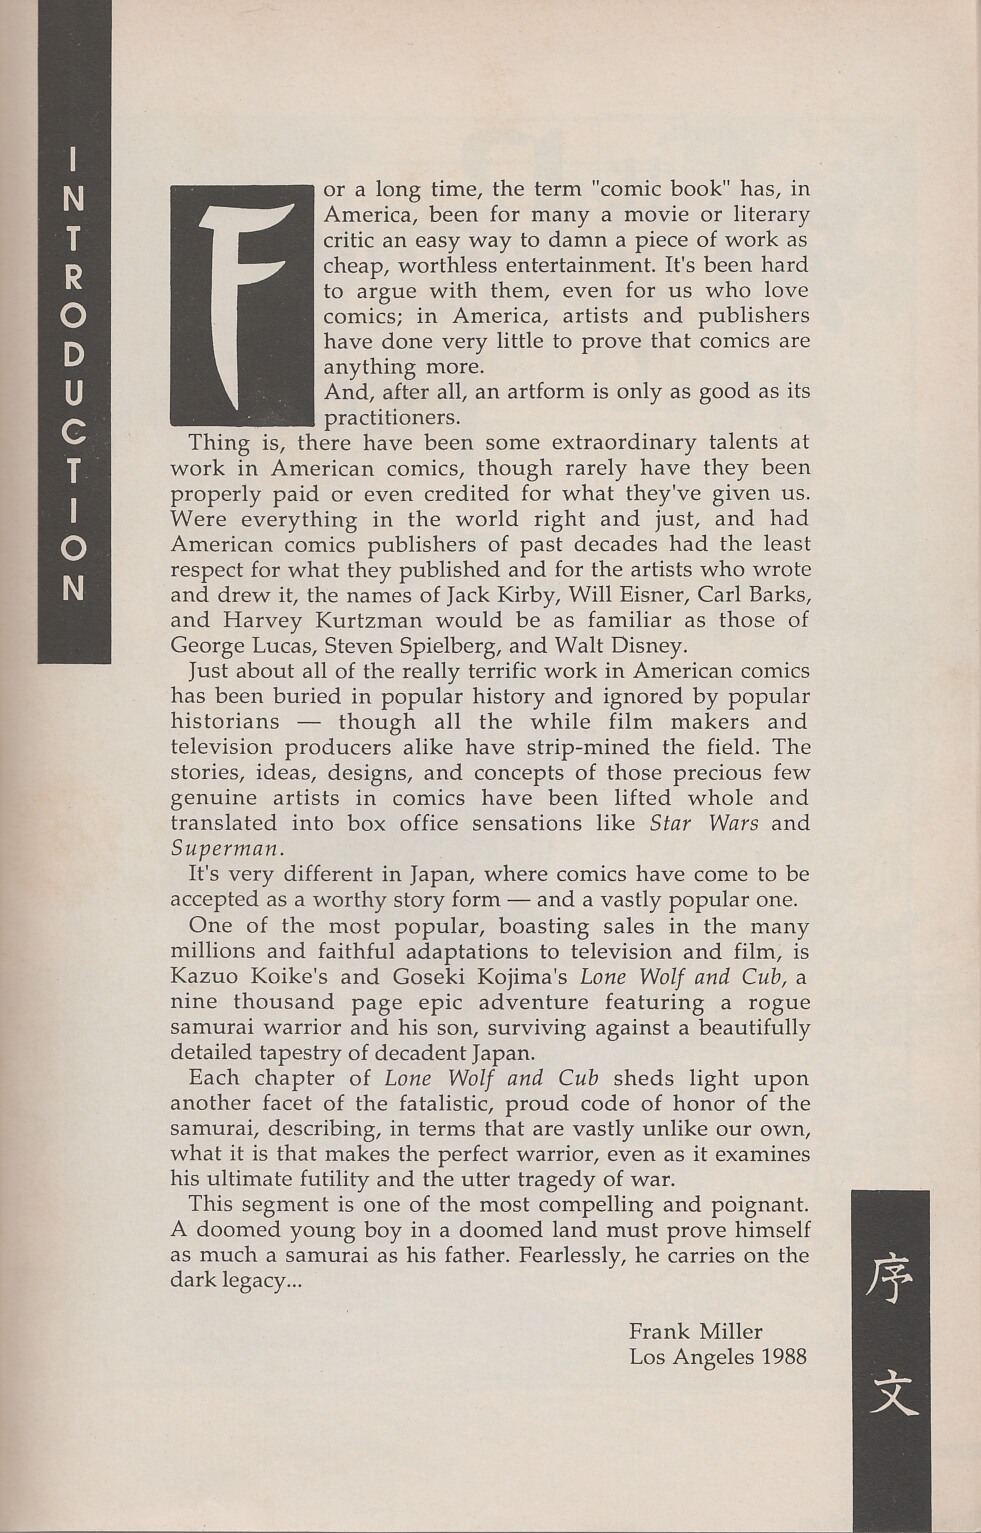 INTRODUCTION
For a long time, the term "comic book" has, in
America, been for many a movie or literary
critic an easy way to damn a piece of work as
cheap, worthless entertainment. It's been hard
to argue with them, even for us who love
comics; in America, artists and publishers
have done very little to prove that comics are
anything more.
And, after all, an artform is only as good as its
practitioners.
Thing is, there have been some extraordinary talents at
work in American comics, though rarely have they been
properly paid or even credited for what they've given us.
Were everything in the world right and just, and had
American comics publishers of past decades had the least
respect for what they published and for the artists who wrote
and drew it, the names of Jack Kirby, Will Eisner, Carl Barks,
and Harvey Kurtzman would be as familiar as those of
George Lucas, Steven Spielberg, and Walt Disney.
Just about all of the really terrific work in American comics
has been buried in popular history and ignored by popular
historians — though all the while film makers and
television producers alike have strip-mined the field. The
stories, ideas, designs, and concepts of those precious few
genuine artists in comics have been lifted whole and
translated into box office sensations like Star Wars and
Superman.
It's very different in Japan, where comics have come to be
accepted as a worthy story form — and a vastly popular one.
One of the most popular, boasting sales in the many
millions and faithful adaptations to television and film, is
Kazuo Koike's and Goseki Kojima's Lone Wolf and Cub, a
nine thousand page epic adventure featuring a rogue
samurai warrior and his son, surviving against a beautifully
detailed tapestry of decadent Japan.
Each chapter of Lone Wolf and Cub sheds light upon
another facet of the fatalistic, proud code of honor of the
samurai, describing, in terms that are vastly unlike our own,
what it is that makes the perfect warrior, even as it examines
his ultimate futility and the utter tragedy of war.
This segment is one of the most compelling and poignant.
A doomed young boy in a doomed land must prove himself
as much a samurai as his father. Fearlessly, he carries on the
dark legacy...
Frank Miller
Los Angeles 1988
序文